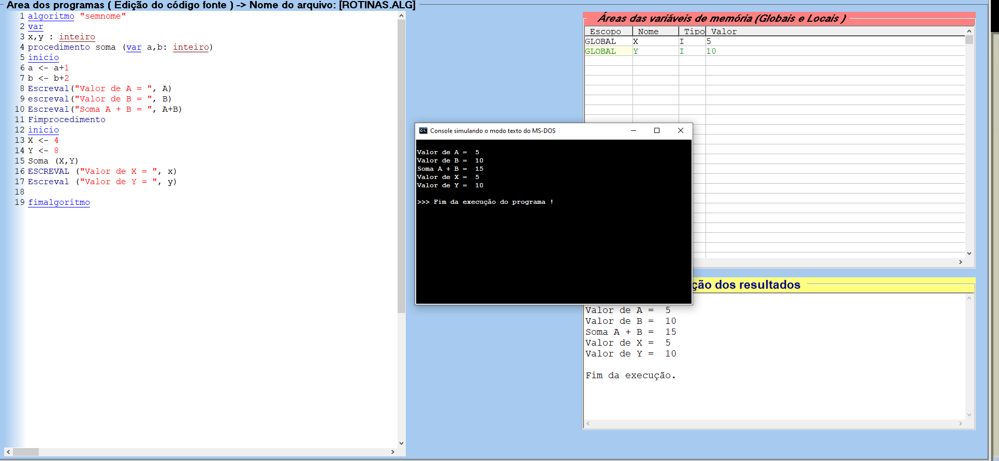 Area dos programas ( Edição do código fonte ) -> Nome do arquivo: [ROTINAS.ALG]
1 algoritmo "semnome"
2 var
3 x,y : inteiro
4 procedimento soma (var a,b: inteiro)
5 inicio
6 a <- a+1
7 b <- b+2
8 Escreval("Valor de A = ", A)
9 escreval("Valor de B = ", B)
10 Escreval("Soma A + B = ", A+B)
11 Fimprocedimento
12 inicio
13 X <- 4
14 Y <- 8
15 Soma (X,Y)
16 ESCREVAL ("Valor de X = ", x)
17 Escreval ("Valor de Y = ", y)
18
19 fimalgoritmo
Áreas das variáveis de memória (Globais e Locais )
Escopo Nome Tipo Valor
GLOBAL X I 5
GLOBAL Y I 10
Console simulando o modo texto do MS-DOS
Valor de A = 5
Valor de B = 10
Soma A + B = 15
Valor de X = 5
Valor de Y = 10
>>> Fim da execução do programa !
ção dos resultados
Valor de A = 5
Valor de B = 10
Soma A + B = 15
Valor de X = 5
Valor de Y = 10
Fim da execução.